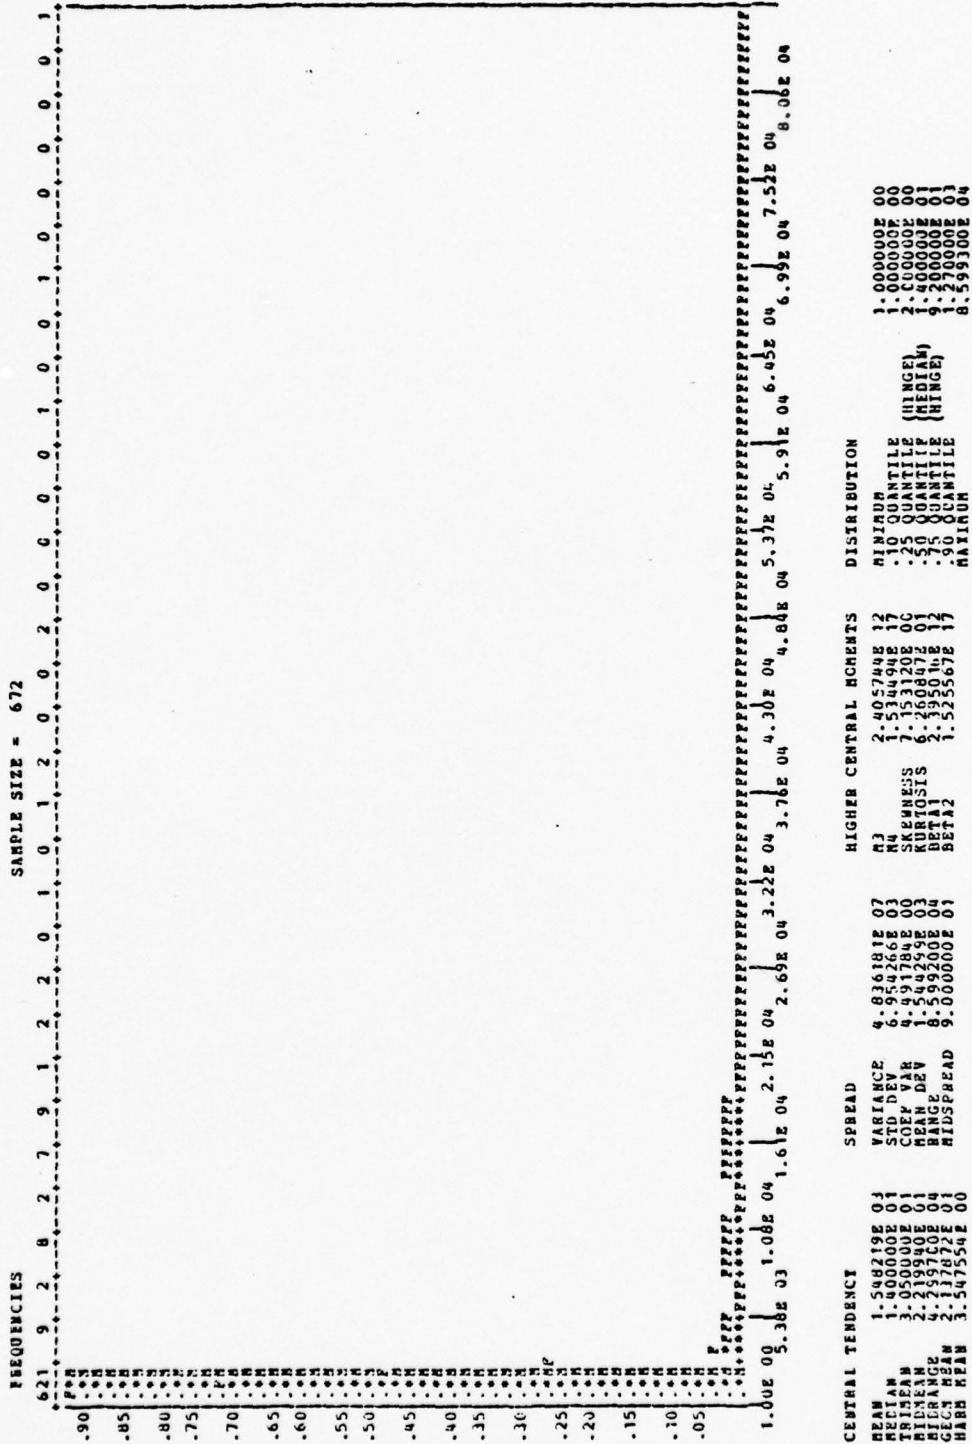 FREQUENCIES SAMPLE SIZE = 672
621 9 2 8 2 7 9 1 2 2 0 1 0 1 2 0 0 2 0 0 0 0 1 0 0 1 0 0 0 0 0 1
.90
.85
.80
.75
.70
.65
.60
.55
.50
.45
.40
.35
.30
.25
.20
.15
.10
.05
1.00E 00 1.08E 04 2.15E 04 3.22E 04 4.30E 04 5.37E 04 6.45E 04 7.52E 04
5.38E 03 1.61E 04 2.69E 04 3.76E 04 4.84E 04 5.91E 04 6.99E 04 8.06E 04
CENTRAL TENDENCY SPREAD HIGHER CENTRAL MOMENTS DISTRIBUTION
MEAN 1.548219E 03 VARIANCE 4.836181E 07 M3 2.405744E 12 MINIMUM 1.000000E 00
MEDIAN 1.400000E 01 STD DEV 6.954266E 03 M4 1.534494E 17 .10 QUANTILE 1.000000E 00
TRIMEAN 3.050000E 01 COEF VAR 4.491784E 00 SKEWNESS 7.153120E 00 .25 QUANTILE (HINGE) 2.000000E 00
MIDMEAN 2.219940E 01 MEAN DEV 1.544299E 03 KURTOSIS 6.260847E 01 .50 QUANTILE (MEDIAN) 1.400000E 01
MIDRANGE 4.299700E 04 RANGE 8.599200E 04 BETA1 2.395016E 12 .75 QUANTILE (HINGE) 9.200000E 01
GEOM MEAN 2.137872E 01 MIDSPREAD 9.000000E 01 BETA2 1.525567E 17 .90 QUANTILE 1.270000E 03
HARM MEAN 3.547554E 00 MAXIMUM 8.599300E 04